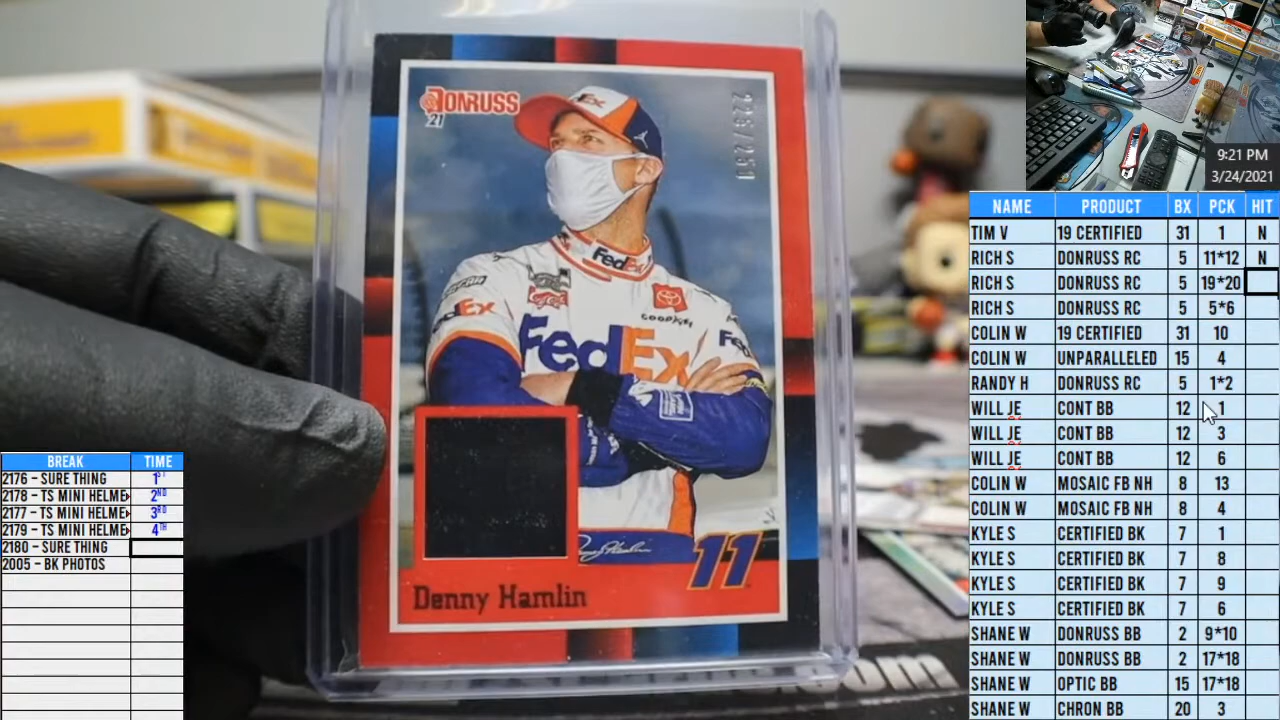 DONRUSS
21
226/251
FedEx
FedEx
NASCAR
FedEx
GOODYEAR
FedEx
Fed
11
Denny Hamlin
9:21 PM
3/24/2021
NAME PRODUCT BX PCK HIT
TIM V 19 CERTIFIED 31 1 N
RICH S DONRUSS RC 5 11*12 N
RICH S DONRUSS RC 5 19*20
RICH S DONRUSS RC 5 5*6
COLIN W 19 CERTIFIED 31 10
COLIN W UNPARALLELED 15 4
RANDY H DONRUSS RC 5 1*2
WILL JE CONT BB 12 1
WILL JE CONT BB 12 3
WILL JE CONT BB 12 6
COLIN W MOSAIC FB NH 8 13
COLIN W MOSAIC FB NH 8 4
KYLE S CERTIFIED BK 7 1
KYLE S CERTIFIED BK 7 8
KYLE S CERTIFIED BK 7 9
KYLE S CERTIFIED BK 7 6
SHANE W DONRUSS BB 2 9*10
SHANE W DONRUSS BB 2 17*18
SHANE W OPTIC BB 15 17*18
SHANE W CHRON BB 20 3
BREAK TIME
2176 – SURE THING 1ST
2178 – TS MINI HELME 2ND
2177 – TS MINI HELME 3RD
2179 – TS MINI HELME 4TH
2180 – SURE THING
2005 – BK PHOTOS
.com